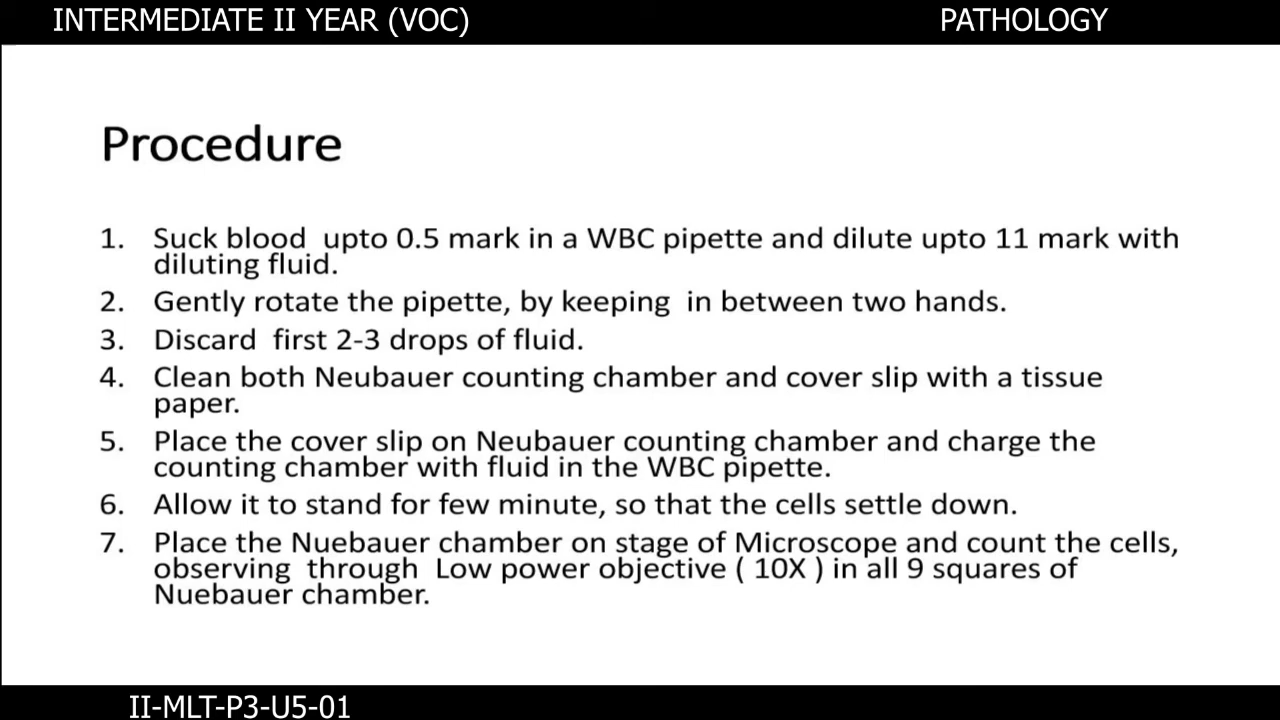 INTERMEDIATE II YEAR (VOC) PATHOLOGY
Procedure
1. Suck blood upto 0.5 mark in a WBC pipette and dilute upto 11 mark with
diluting fluid.
2. Gently rotate the pipette, by keeping in between two hands.
3. Discard first 2-3 drops of fluid.
4. Clean both Neubauer counting chamber and cover slip with a tissue
paper.
5. Place the cover slip on Neubauer counting chamber and charge the
counting chamber with fluid in the WBC pipette.
6. Allow it to stand for few minute, so that the cells settle down.
7. Place the Nuebauer chamber on stage of Microscope and count the cells,
observing through Low power objective ( 10X ) in all 9 squares of
Nuebauer chamber.
II-MLT-P3-U5-01